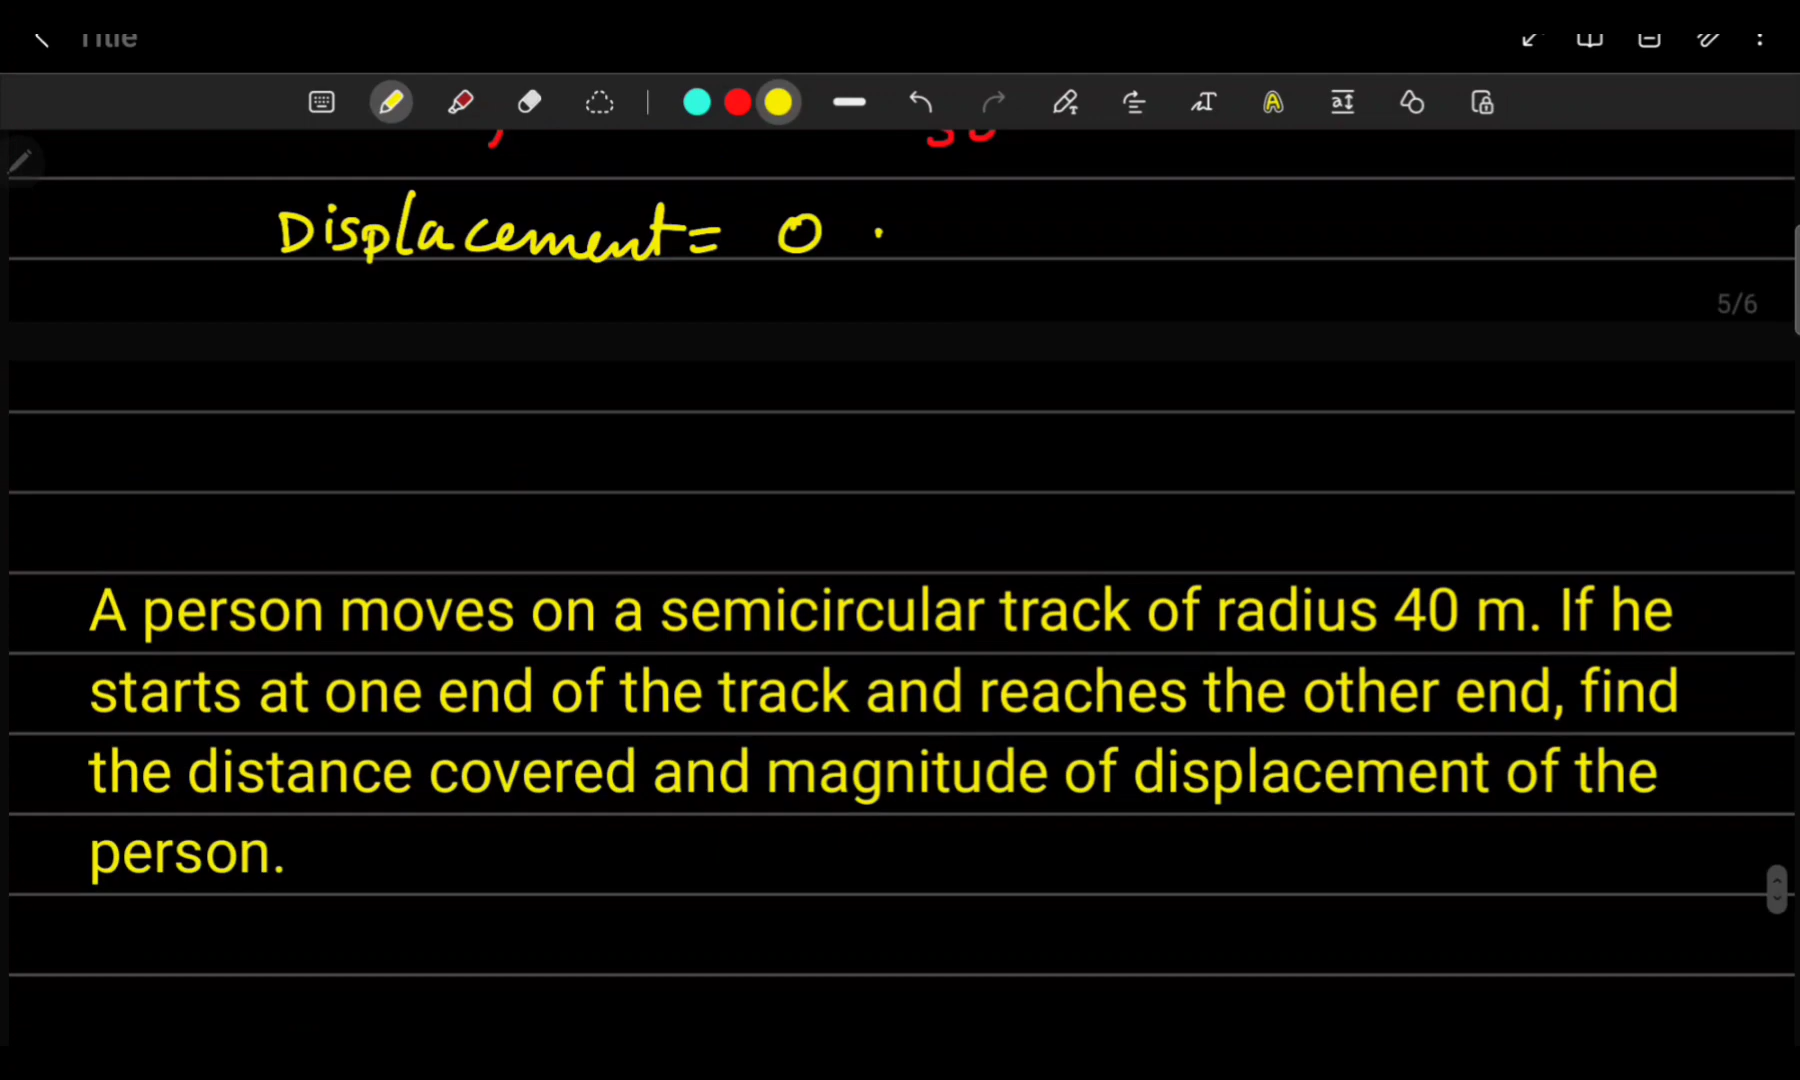 Title
Displacement = 0 .
5/6
A person moves on a semicircular track of radius 40 m. If he
starts at one end of the track and reaches the other end, find
the distance covered and magnitude of displacement of the
person.